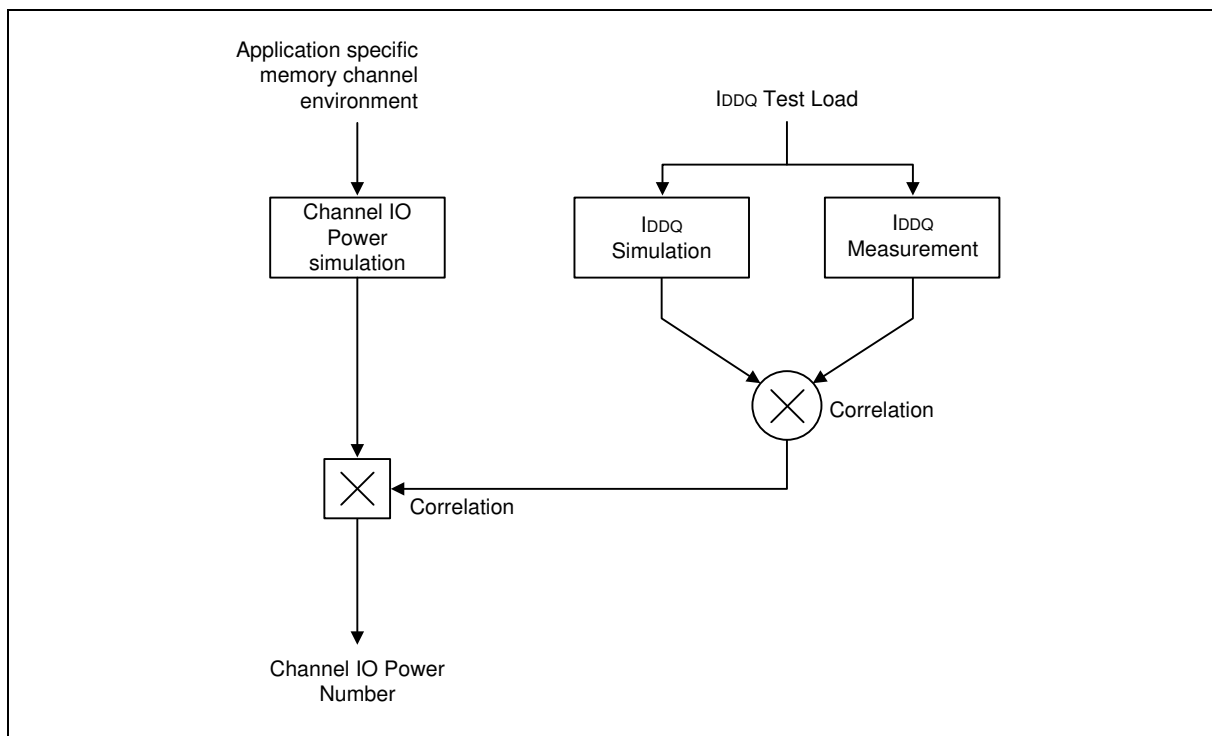 Application specific
memory channel
environment
IDDQ Test Load
Channel IO
Power
simulation
IDDQ
Simulation
IDDQ
Measurement
Correlation
Correlation
Channel IO Power
Number